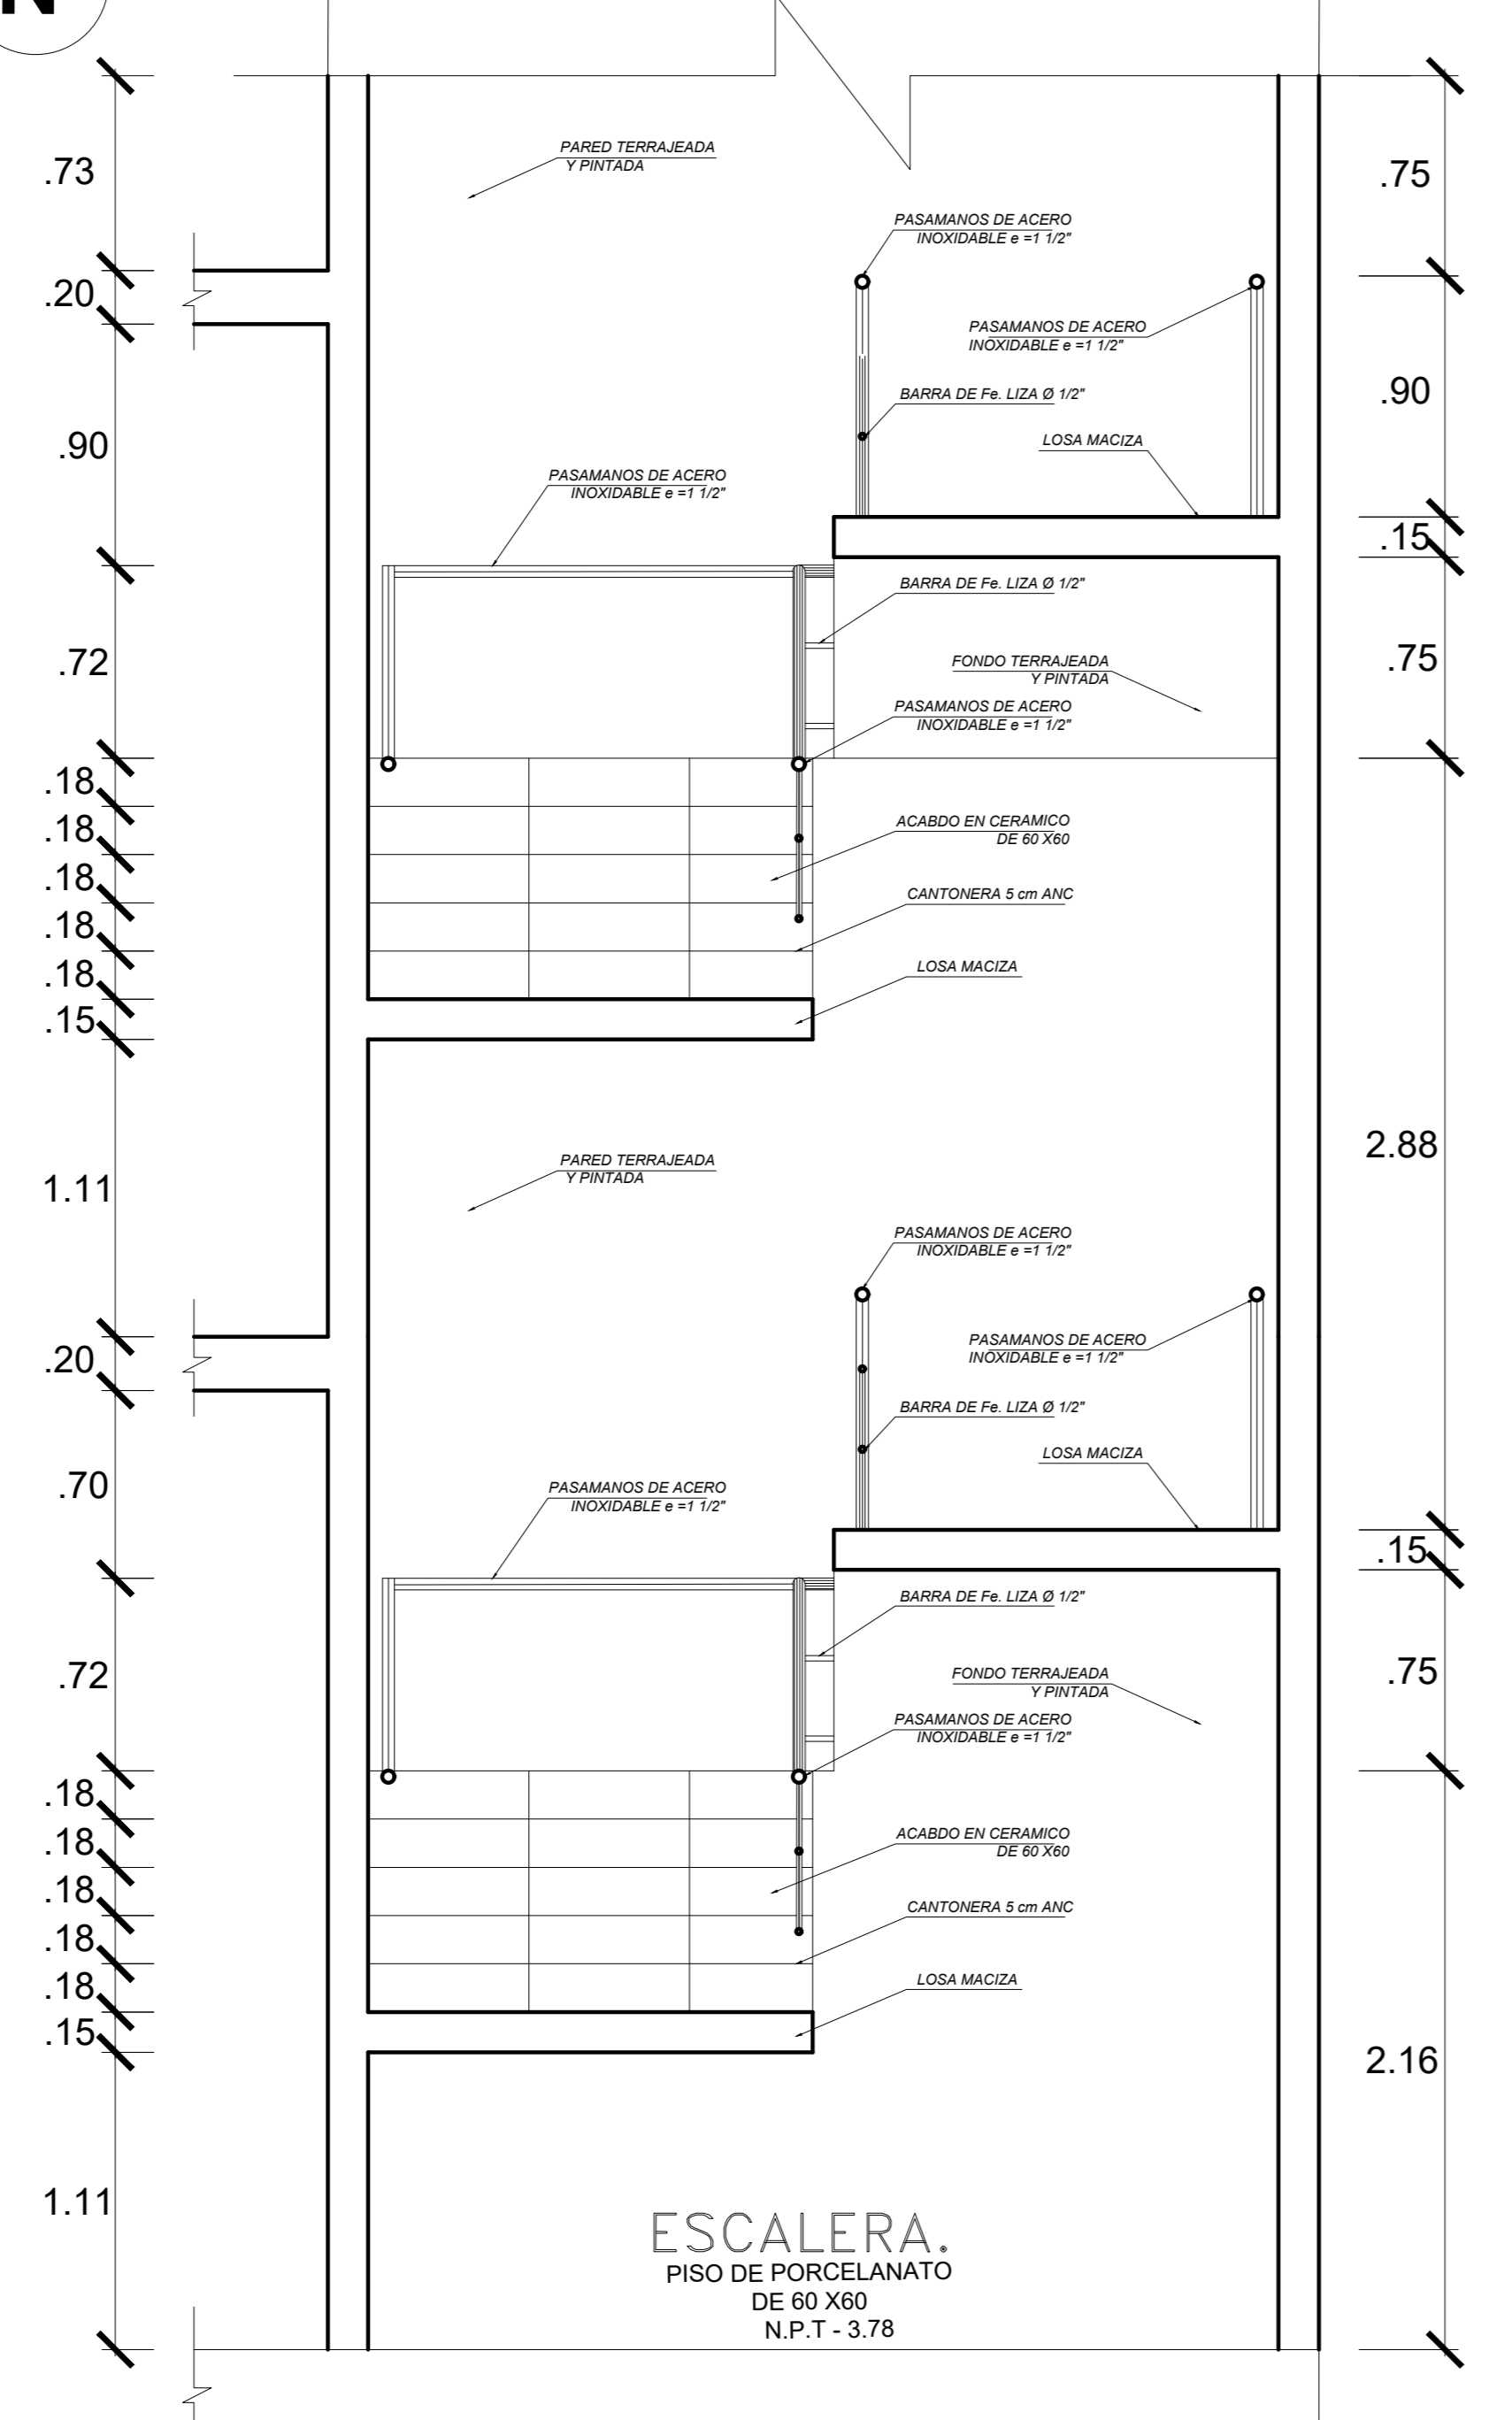 N
.73
.75
PARED TERRAJEADA
Y PINTADA
PASAMANOS DE ACERO
INOXIDABLE e =1 1/2"
.20
PASAMANOS DE ACERO
INOXIDABLE e =1 1/2"
.90
BARRA DE Fe. LIZA Ø 1/2"
.90
LOSA MACIZA
PASAMANOS DE ACERO
INOXIDABLE e =1 1/2"
.15
BARRA DE Fe. LIZA Ø 1/2"
.72
FONDO TERRAJEADA
Y PINTADA
.75
PASAMANOS DE ACERO
INOXIDABLE e =1 1/2"
.18
.18
ACABDO EN CERAMICO
DE 60 X60
.18
CANTONERA 5 cm ANC
.18
.18
LOSA MACIZA
.15
2.88
PARED TERRAJEADA
Y PINTADA
1.11
PASAMANOS DE ACERO
INOXIDABLE e =1 1/2"
.20
PASAMANOS DE ACERO
INOXIDABLE e =1 1/2"
BARRA DE Fe. LIZA Ø 1/2"
LOSA MACIZA
.70
PASAMANOS DE ACERO
INOXIDABLE e =1 1/2"
.15
BARRA DE Fe. LIZA Ø 1/2"
.72
FONDO TERRAJEADA
Y PINTADA
.75
PASAMANOS DE ACERO
INOXIDABLE e =1 1/2"
.18
.18
ACABDO EN CERAMICO
DE 60 X60
.18
CANTONERA 5 cm ANC
.18
.18
LOSA MACIZA
.15
2.16
1.11
ESCALERA.
PISO DE PORCELANATO
DE 60 X60
N.P.T - 3.78